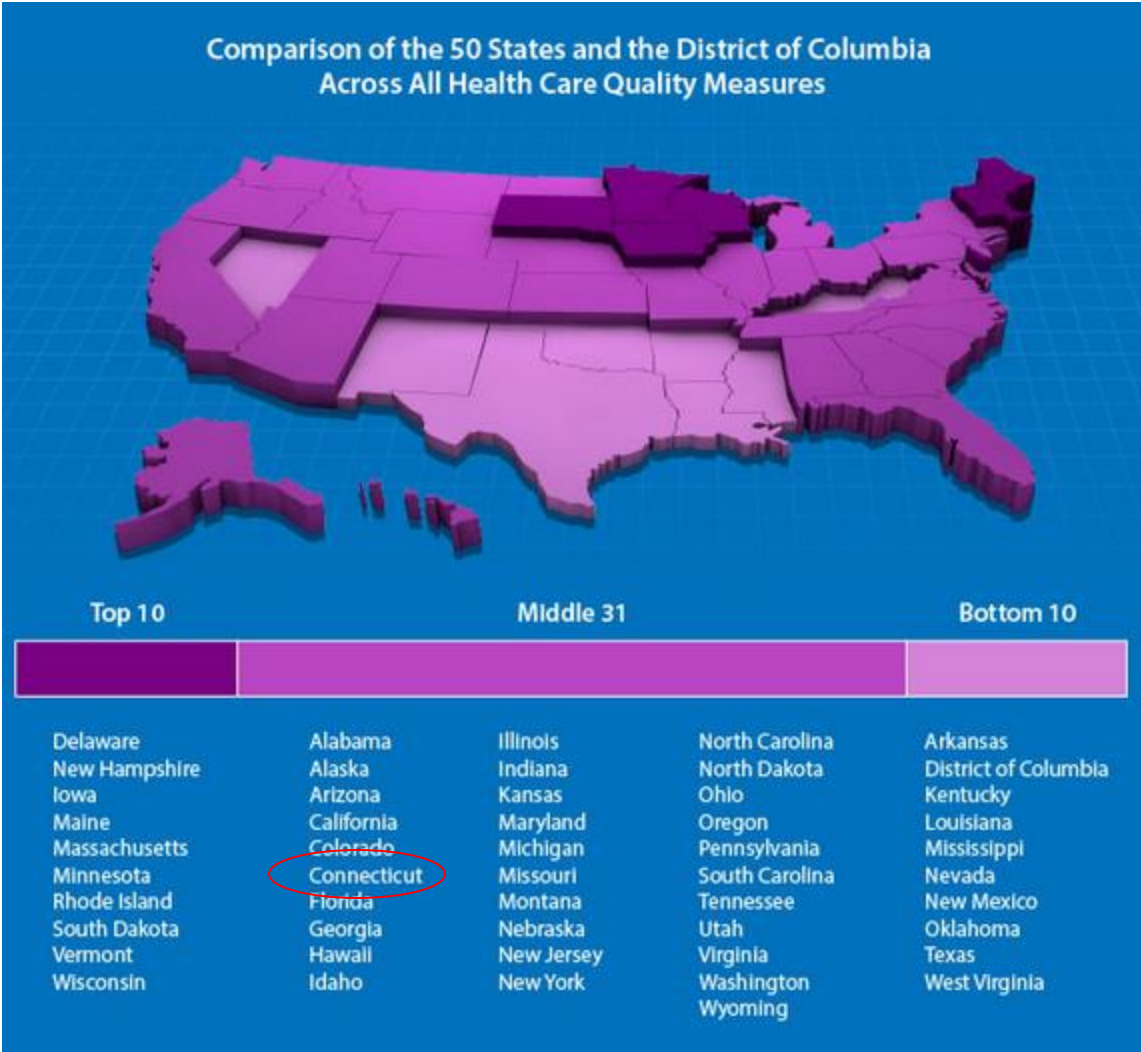 Comparison of the 50 States and the District of Columbia
Across All Health Care Quality Measures
Top 10
Middle 31
Bottom 10
Delaware
New Hampshire
Iowa
Maine
Massachusetts
Minnesota
Rhode Island
South Dakota
Vermont
Wisconsin
Alabama
Alaska
Arizona
California
Colorado
Connecticut
Florida
Georgia
Hawaii
Idaho
Illinois
Indiana
Kansas
Maryland
Michigan
Missouri
Montana
Nebraska
New Jersey
New York
North Carolina
North Dakota
Ohio
Oregon
Pennsylvania
South Carolina
Tennessee
Utah
Virginia
Washington
Wyoming
Arkansas
District of Columbia
Kentucky
Louisiana
Mississippi
Nevada
New Mexico
Oklahoma
Texas
West Virginia